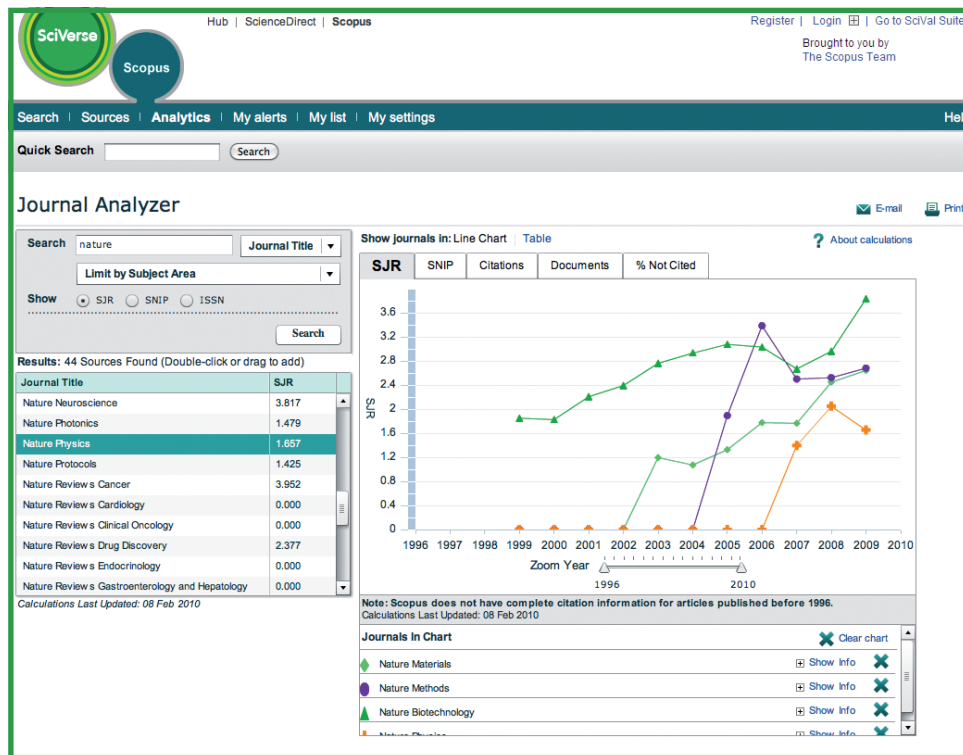 SciVerse
Scopus
Hub | ScienceDirect | Scopus
Register | Login | Go to SciVal Suite
Brought to you by
The Scopus Team
Search | Sources | Analytics | My alerts | My list | My settings
Hel
Quick Search
Search
Journal Analyzer
E-mail
Print
Search
nature
Journal Title
Limit by Subject Area
Show SJR SNIP ISSN
Search
Results: 44 Sources Found (Double-click or drag to add)
Journal Title SJR
Nature Neuroscience 3.817
Nature Photonics 1.479
Nature Physics 1.657
Nature Protocols 1.425
Nature Reviews Cancer 3.952
Nature Reviews Cardiology 0.000
Nature Reviews Clinical Oncology 0.000
Nature Reviews Drug Discovery 2.377
Nature Reviews Endocrinology 0.000
Nature Reviews Gastroenterology and Hepatology 0.000
Calculations Last Updated: 08 Feb 2010
Show journals in: Line Chart | Table
? About calculations
SJR SNIP Citations Documents % Not Cited
3.6
3.2
2.8
2.4
2
1.6
1.2
0.8
0.4
0
SJR
1996 1997 1998 1999 2000 2001 2002 2003 2004 2005 2006 2007 2008 2009 2010
Zoom Year
1996 2010
Note: Scopus does not have complete citation information for articles published before 1996.
Calculations Last Updated: 08 Feb 2010
Journals In Chart
Clear chart
Nature Materials Show Info
Nature Methods Show Info
Nature Biotechnology Show Info
Nature Physics Show Info